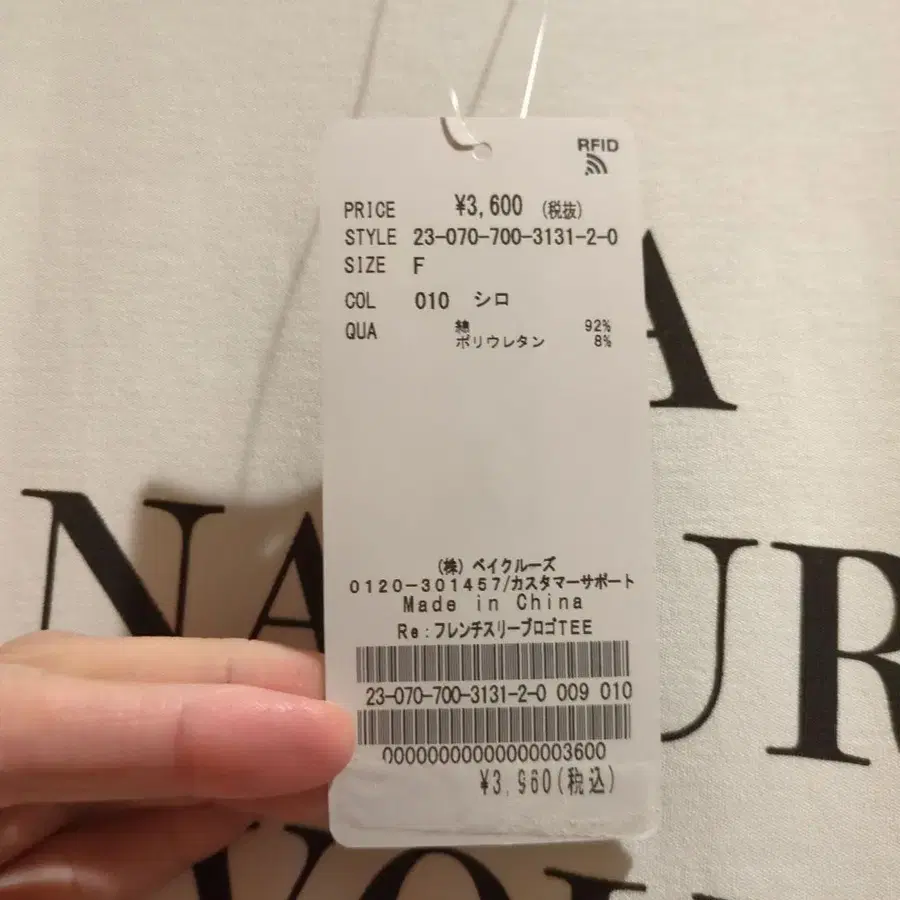 RFID
PRICE ¥3,600 (税抜)
STYLE 23-070-700-3131-2-0
SIZE F
COL 010 シロ
QUA 綿 92%
ポリウレタン 8%
(株) ベイクルーズ
0120-301457/カスタマーサポート
Made in China
Re:フレンチスリーブロゴTEE
23-070-700-3131-2-0 009 010
00000000000000003600
¥3,960(税込)
A
NA
UR